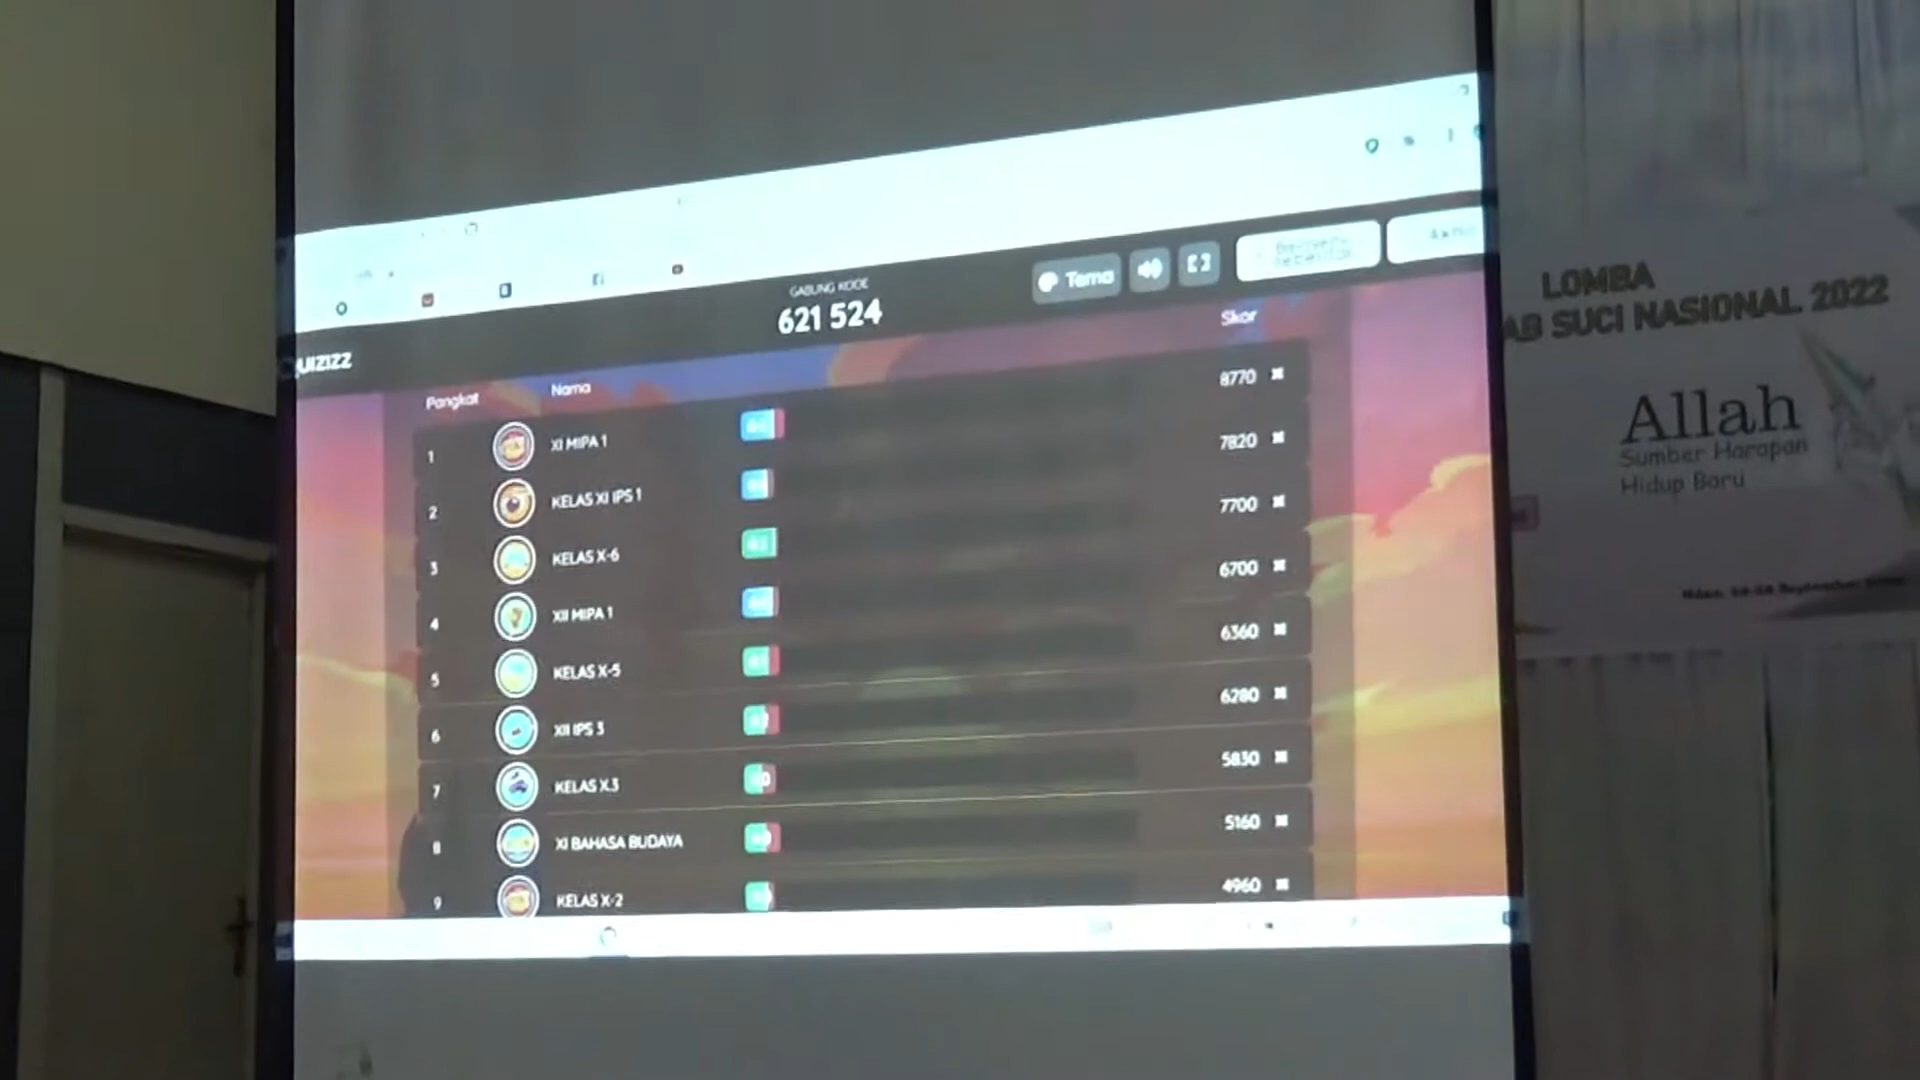 GABUNG KODE
621 524
Tema
UIZIZZ
Pangkat Nama Skor
1 XI MIPA 1 8770
2 KELAS XI IPS 1 7820
3 KELAS X-6 7700
4 XII MIPA 1 6700
5 KELAS X-5 6360
6 XII IPS 3 6280
7 KELAS X.3 5830
8 XI BAHASA BUDAYA 5160
9 KELAS X-2 4960
LOMBA
AB SUCI NASIONAL 2022
Allah
Sumber Harapan
Hidup Baru
September